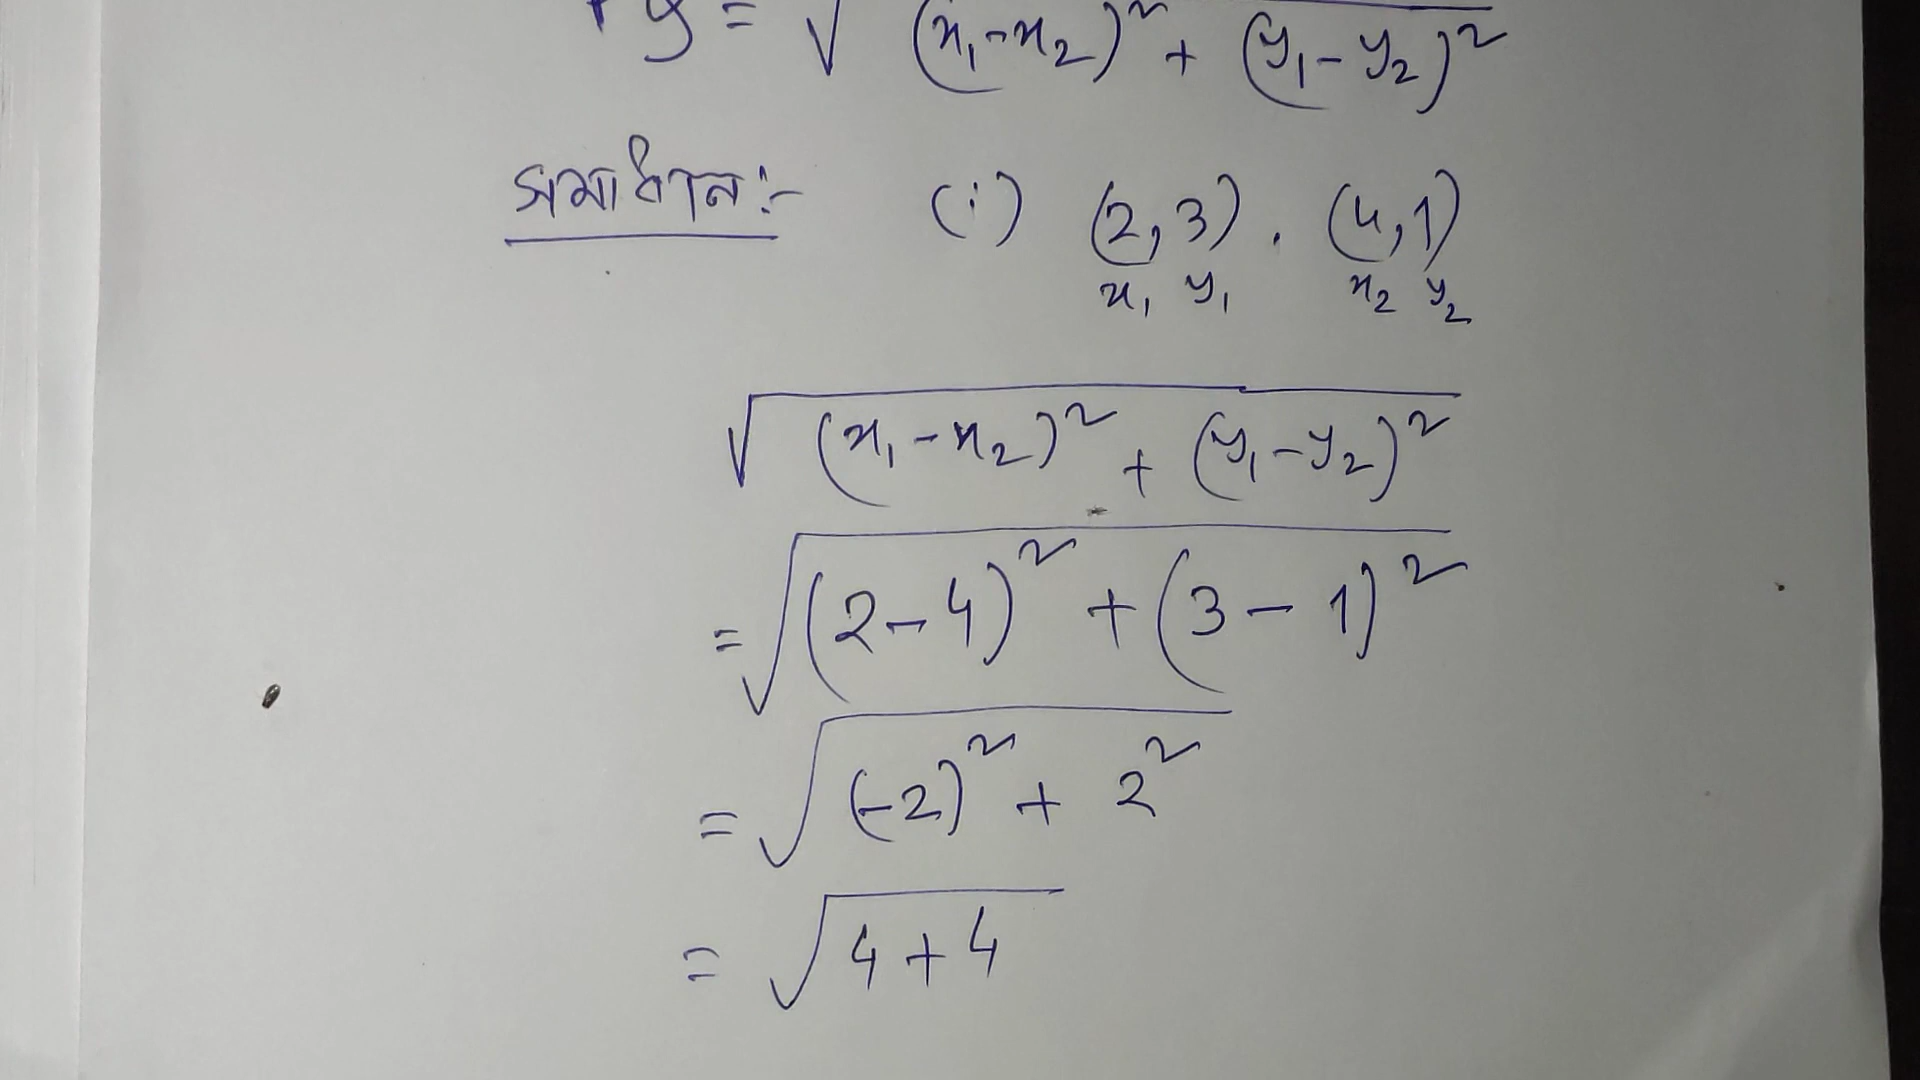 = √(x₁-x₂)² + (y₁-y₂)²
সমাধান :- (i) (2,3) . (4,1)
x₁ y₁ x₂ y₂
√(x₁-x₂)² + (y₁-y₂)²
= √(2-4)² + (3-1)²
= √(-2)² + 2²
= √4+4